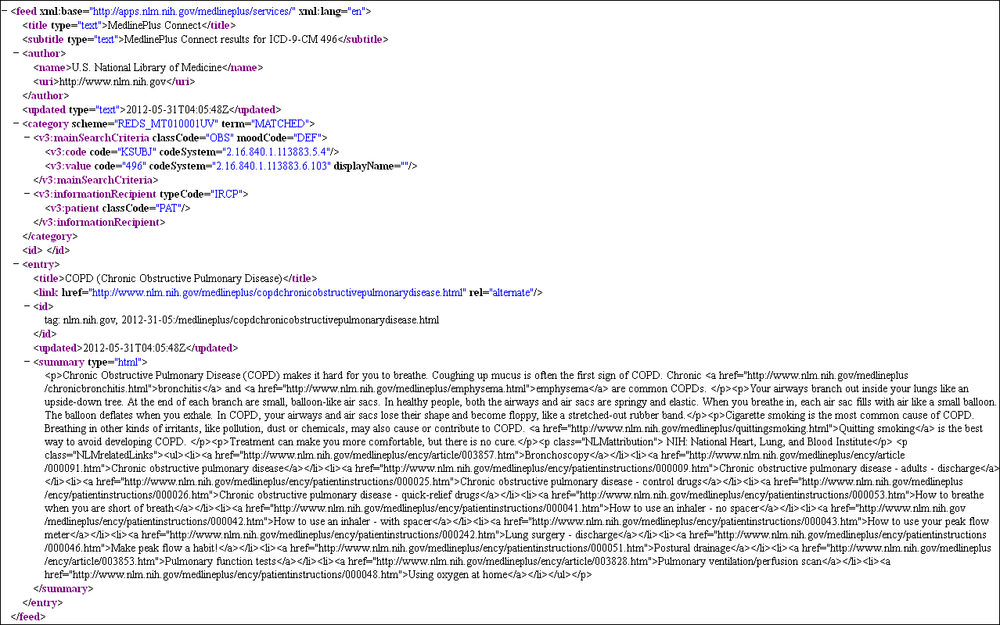 − <feed xml:base="http://apps.nlm.nih.gov/medlineplus/services/" xml:lang="en">
<title type="text">MedlinePlus Connect</title>
<subtitle type="text">MedlinePlus Connect results for ICD-9-CM 496</subtitle>
− <author>
<name>U.S. National Library of Medicine</name>
<uri>http://www.nlm.nih.gov</uri>
</author>
<updated type="text">2012-05-31T04:05:48Z</updated>
− <category scheme="REDS_MT010001UV" term="MATCHED">
− <v3:mainSearchCriteria classCode="OBS" moodCode="DEF">
<v3:code code="KSUBJ" codeSystem="2.16.840.1.113883.5.4"/>
<v3:value code="496" codeSystem="2.16.840.1.113883.6.103" displayName=""/>
</v3:mainSearchCriteria>
− <v3:informationRecipient typeCode="IRCP">
<v3:patient classCode="PAT"/>
</v3:informationRecipient>
</category>
<id> </id>
− <entry>
<title>COPD (Chronic Obstructive Pulmonary Disease)</title>
<link href="http://www.nlm.nih.gov/medlineplus/copdchronicobstructivepulmonarydisease.html" rel="alternate"/>
− <id>
tag: nlm.nih.gov, 2012-31-05:/medlineplus/copdchronicobstructivepulmonarydisease.html
</id>
<updated>2012-05-31T04:05:48Z</updated>
− <summary type="html">
<p>Chronic Obstructive Pulmonary Disease (COPD) makes it hard for you to breathe. Coughing up mucus is often the first sign of COPD. Chronic <a href="http://www.nlm.nih.gov/medlineplus
/chronicbronchitis.html">bronchitis</a> and <a href="http://www.nlm.nih.gov/medlineplus/emphysema.html">emphysema</a> are common COPDs. </p><p>Your airways branch out inside your lungs like an
upside-down tree. At the end of each branch are small, balloon-like air sacs. In healthy people, both the airways and air sacs are springy and elastic. When you breathe in, each air sac fills with air like a small balloon.
The balloon deflates when you exhale. In COPD, your airways and air sacs lose their shape and become floppy, like a stretched-out rubber band.</p><p>Cigarette smoking is the most common cause of COPD.
Breathing in other kinds of irritants, like pollution, dust or chemicals, may also cause or contribute to COPD. <a href="http://www.nlm.nih.gov/medlineplus/quittingsmoking.html">Quitting smoking</a> is the best
way to avoid developing COPD. </p><p>Treatment can make you more comfortable, but there is no cure.</p><p class="NLMattribution"> NIH: National Heart, Lung, and Blood Institute</p> <p
class="NLMrelatedLinks"><ul><li><a href="http://www.nlm.nih.gov/medlineplus/ency/article/003857.htm">Bronchoscopy</a></li><li><a href="http://www.nlm.nih.gov/medlineplus/ency/article
/000091.htm">Chronic obstructive pulmonary disease</a></li><li><a href="http://www.nlm.nih.gov/medlineplus/ency/patientinstructions/000009.htm">Chronic obstructive pulmonary disease - adults - discharge</a>
</li><li><a href="http://www.nlm.nih.gov/medlineplus/ency/patientinstructions/000025.htm">Chronic obstructive pulmonary disease - control drugs</a></li><li><a href="http://www.nlm.nih.gov/medlineplus
/ency/patientinstructions/000026.htm">Chronic obstructive pulmonary disease - quick-relief drugs</a></li><li><a href="http://www.nlm.nih.gov/medlineplus/ency/patientinstructions/000053.htm">How to breathe
when you are short of breath</a></li><li><a href="http://www.nlm.nih.gov/medlineplus/ency/patientinstructions/000041.htm">How to use an inhaler - no spacer</a></li><li><a href="http://www.nlm.nih.gov
/medlineplus/ency/patientinstructions/000042.htm">How to use an inhaler - with spacer</a></li><li><a href="http://www.nlm.nih.gov/medlineplus/ency/patientinstructions/000043.htm">How to use your peak flow
meter</a></li><li><a href="http://www.nlm.nih.gov/medlineplus/ency/patientinstructions/000242.htm">Lung surgery - discharge</a></li><li><a href="http://www.nlm.nih.gov/medlineplus/ency/patientinstructions
/000046.htm">Make peak flow a habit!</a></li><li><a href="http://www.nlm.nih.gov/medlineplus/ency/patientinstructions/000051.htm">Postural drainage</a></li><li><a href="http://www.nlm.nih.gov/medlineplus
/ency/article/003853.htm">Pulmonary function tests</a></li><li><a href="http://www.nlm.nih.gov/medlineplus/ency/article/003828.htm">Pulmonary ventilation/perfusion scan</a></li><li><a
href="http://www.nlm.nih.gov/medlineplus/ency/patientinstructions/000048.htm">Using oxygen at home</a></li></ul></p>
</summary>
</entry>
</feed>